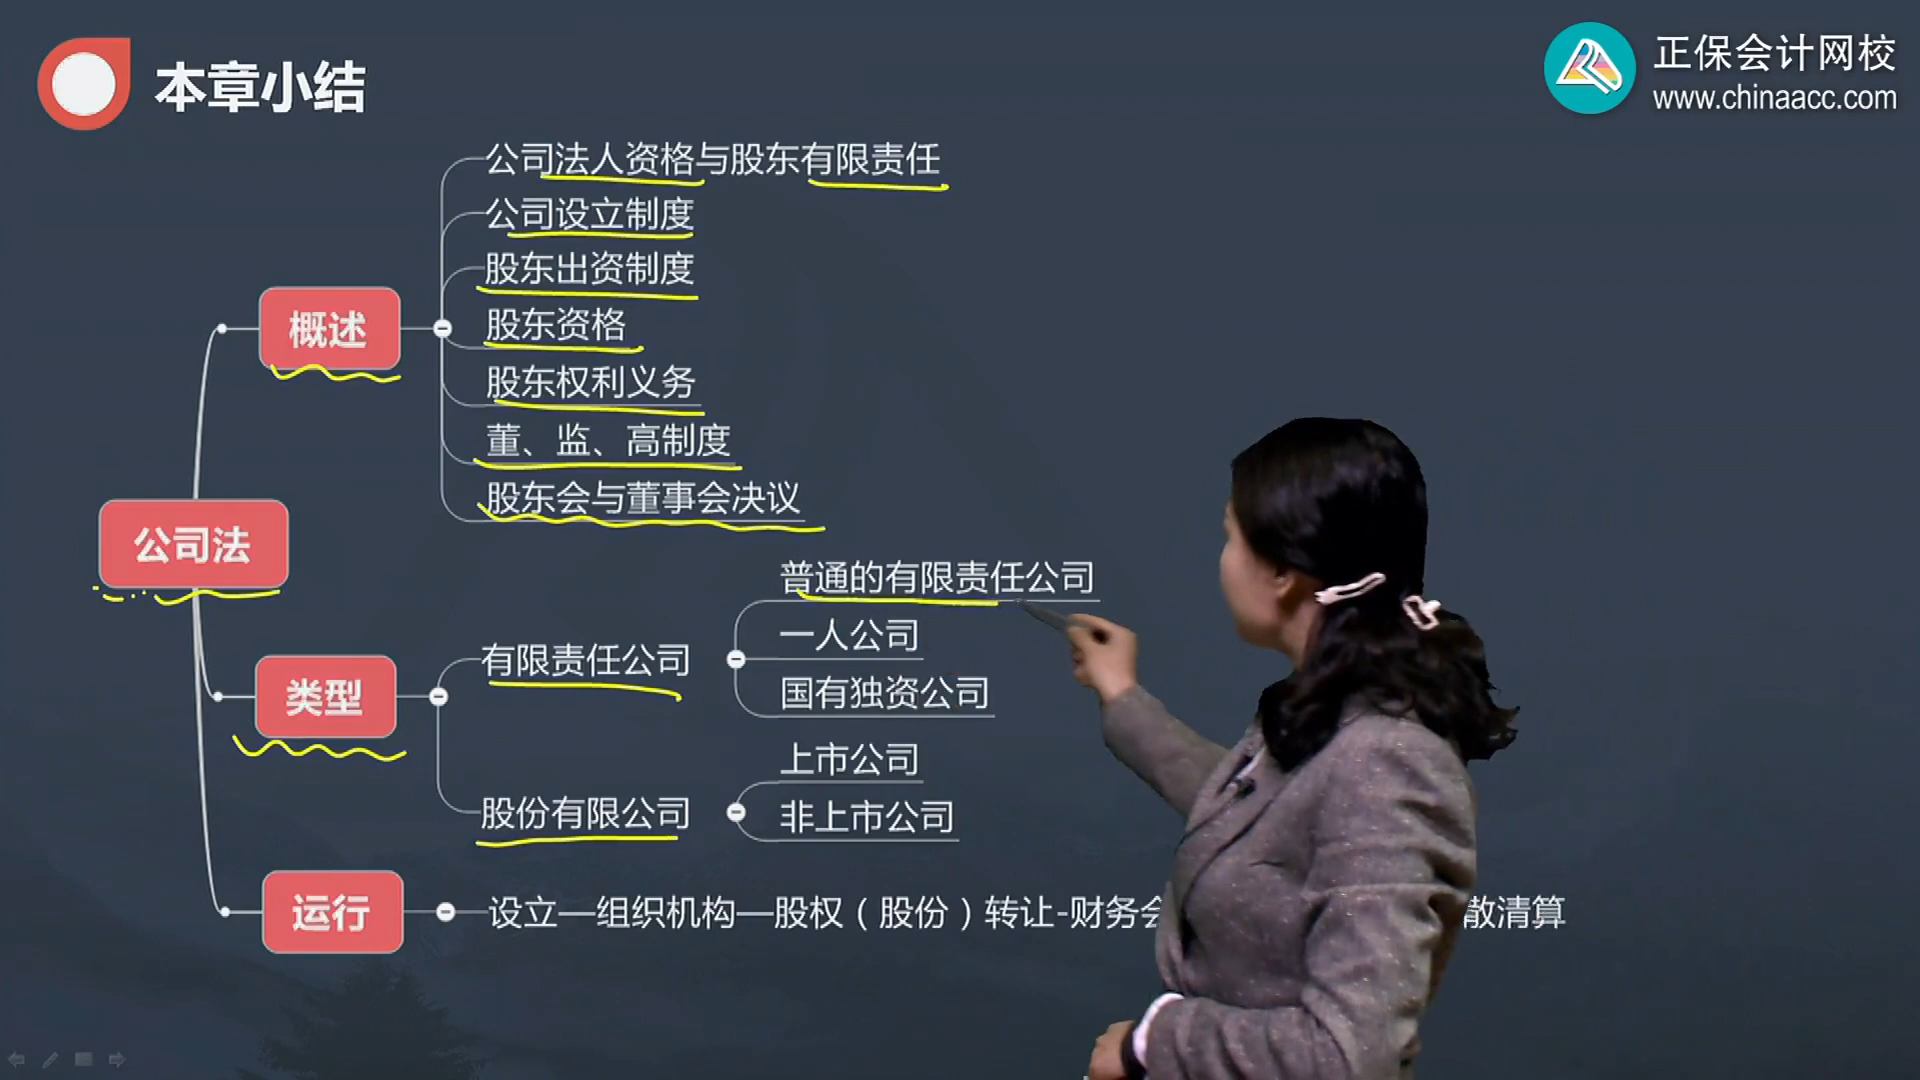 本章小结
正保会计网校
www.chinaacc.com
公司法
概述
公司法人资格与股东有限责任
公司设立制度
股东出资制度
股东资格
股东权利义务
董、监、高制度
股东会与董事会决议
类型
有限责任公司
普通的有限责任公司
一人公司
国有独资公司
股份有限公司
上市公司
非上市公司
运行
设立—组织机构—股权（股份）转让-财务会
散清算